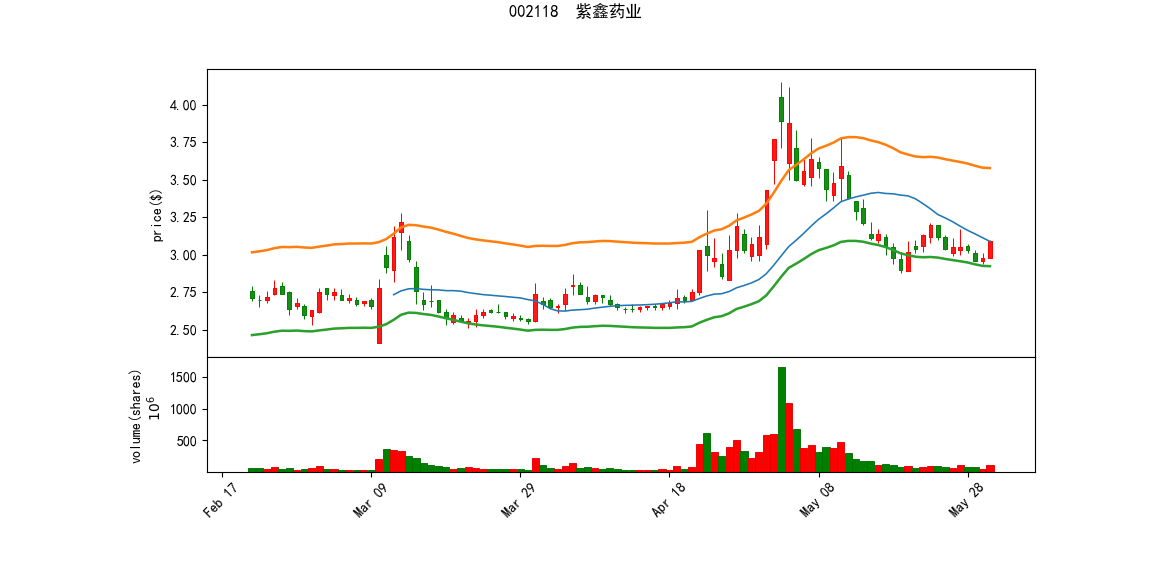 002118 紫鑫药业
price($)
4.00
3.75
3.50
3.25
3.00
2.75
2.50
volume(shares)
10^6
1500
1000
500
Feb 17
Mar 09
Mar 29
Apr 18
May 08
May 28